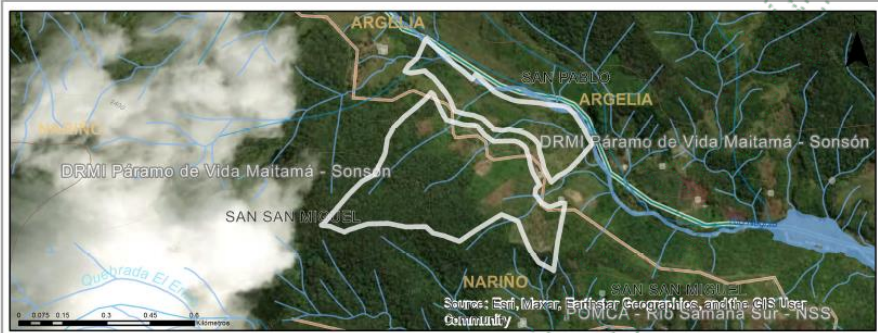 ARGELIA
N
SAN PABLO
ARGELIA
NARIÑO
DRMI Páramo de Vida Maitamá - Sonsón
DRMI Páramo de Vida Maitamá - Sonsón
SAN SAN MIGUEL
Quebrada El
NARIÑO
SAN SAN MIGUEL
Source: Esri, Maxar, Earthstar Geographics, and the GIS User
Community
POMCA - Río Samaná Sur - NSS
0 0.075 0.15 0.3 0.45 0.6
Kilómetros